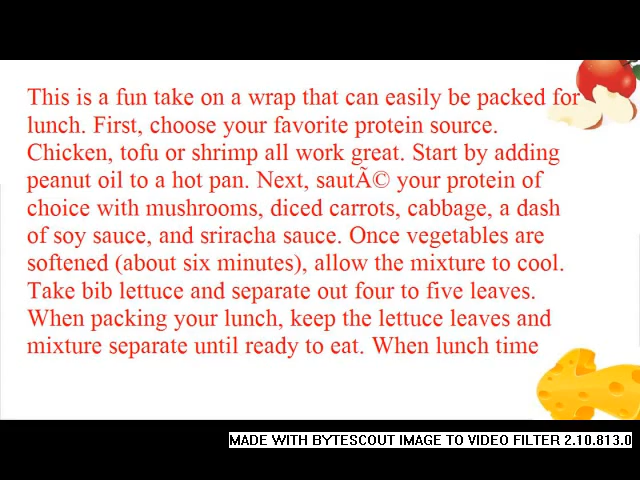 This is a fun take on a wrap that can easily be packed for
lunch. First, choose your favorite protein source.
Chicken, tofu or shrimp all work great. Start by adding
peanut oil to a hot pan. Next, sautÃ© your protein of
choice with mushrooms, diced carrots, cabbage, a dash
of soy sauce, and sriracha sauce. Once vegetables are
softened (about six minutes), allow the mixture to cool.
Take bib lettuce and separate out four to five leaves.
When packing your lunch, keep the lettuce leaves and
mixture separate until ready to eat. When lunch time
MADE WITH BYTESCOUT IMAGE TO VIDEO FILTER 2.10.813.0